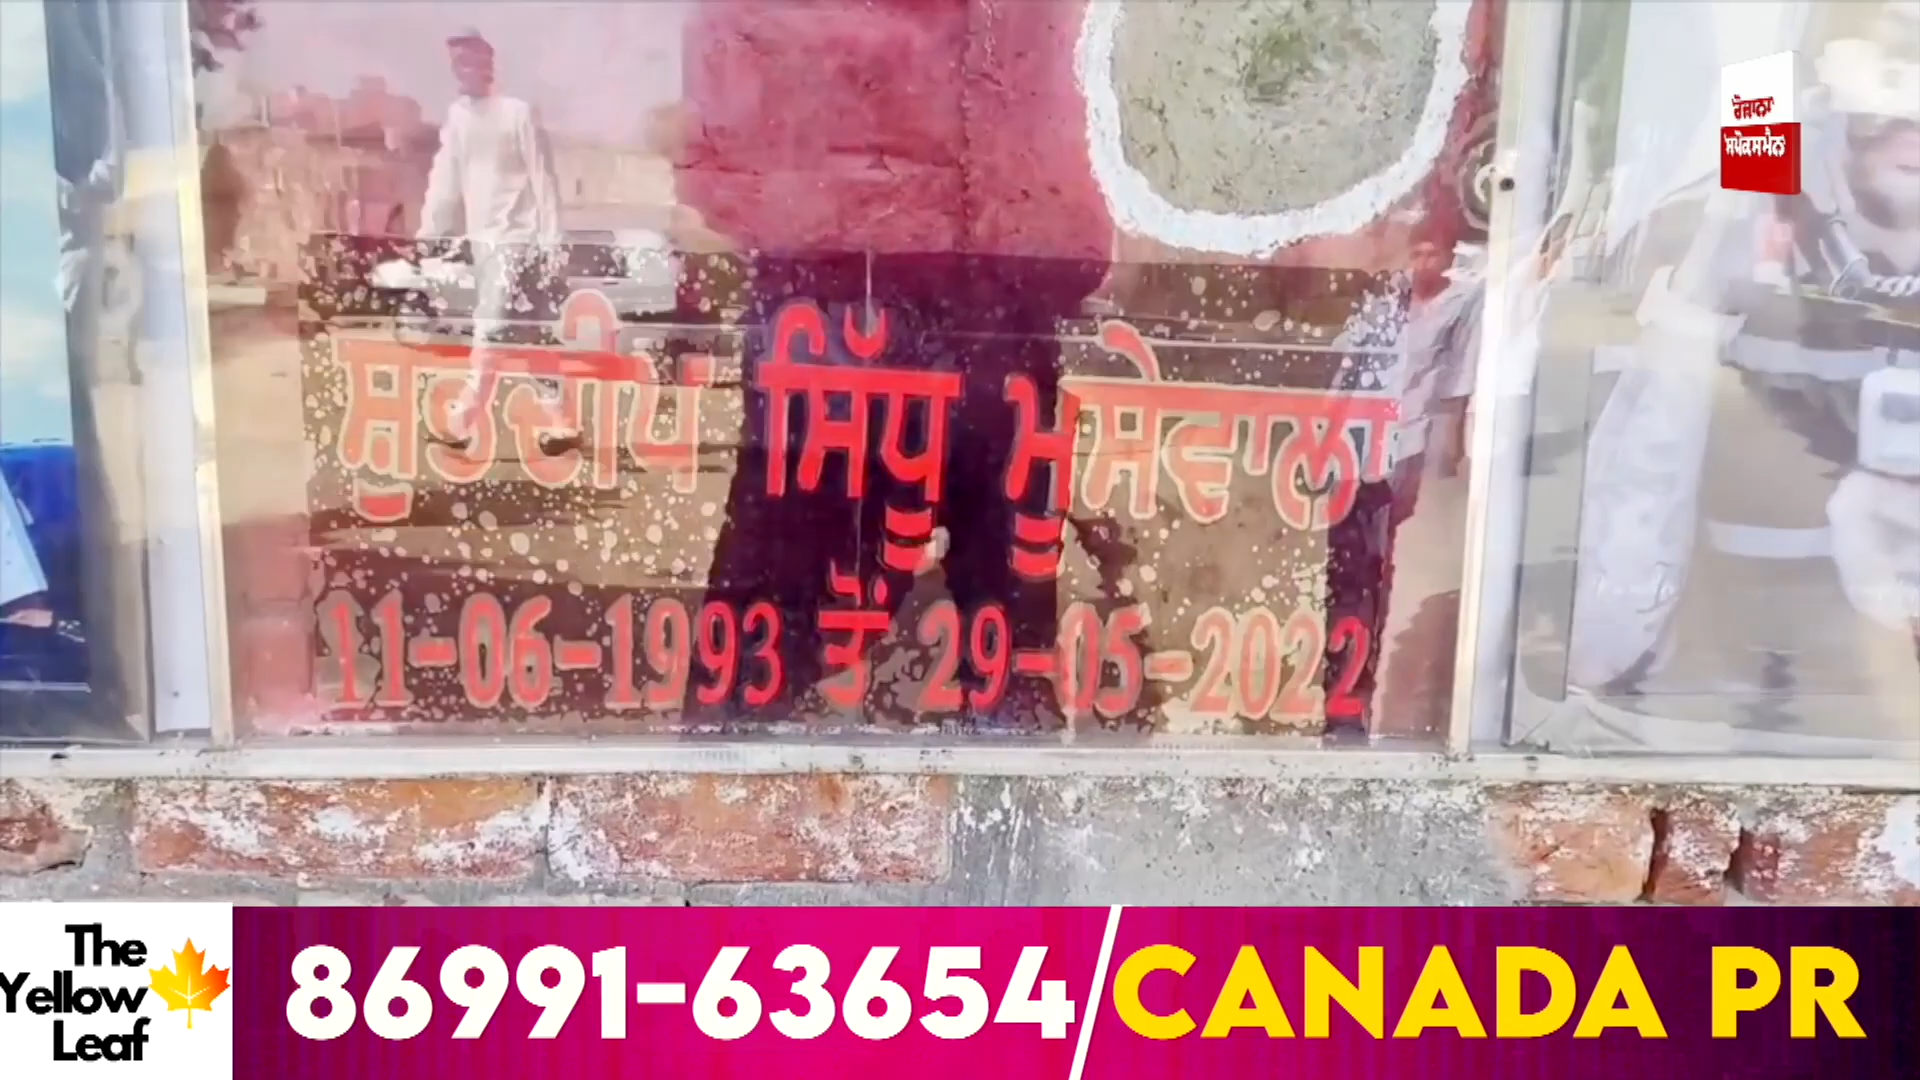 ਰੋਜ਼ਾਨਾ
ਸਪੋਕਸਮੈਨ
ਸ਼ੁਭਦੀਪ ਸਿੱਧੂ ਮੂਸੇਵਾਲਾ
11-06-1993 ਤੋਂ 29-05-2022
The
Yellow
Leaf
86991-63654/CANADA PR